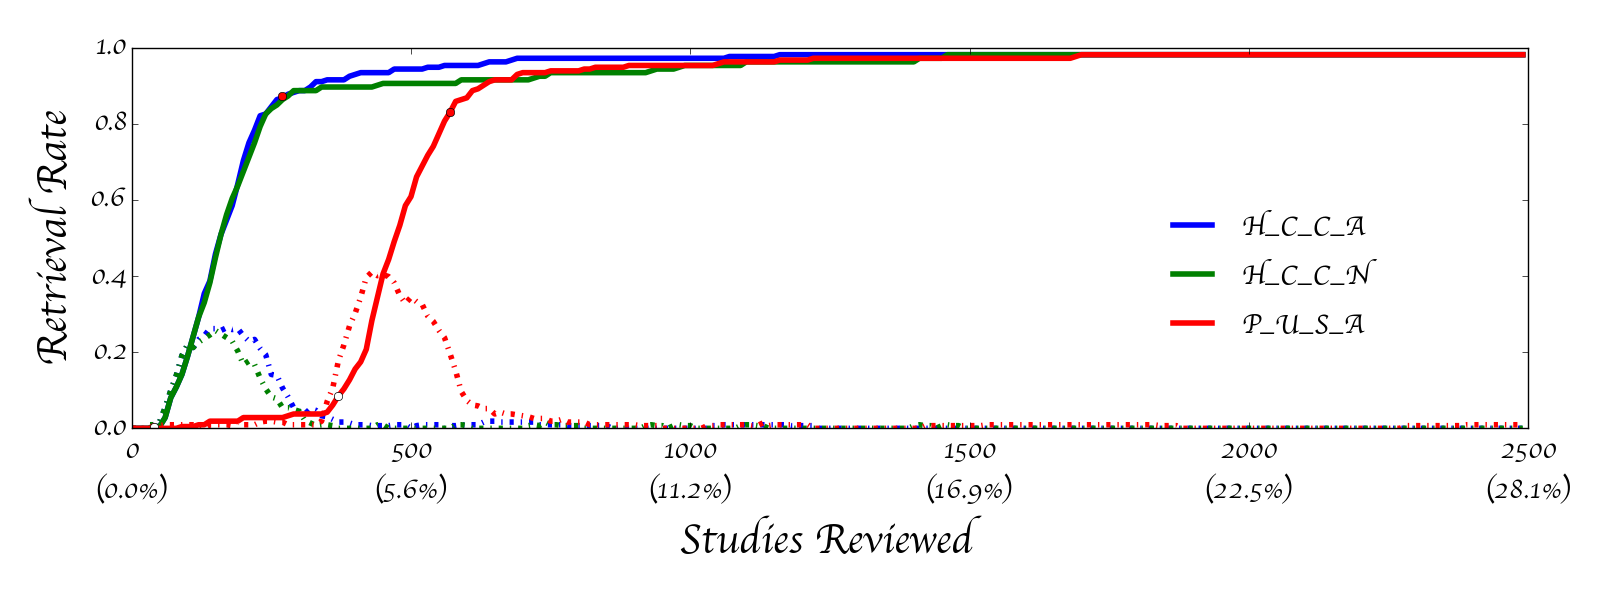 1.0
0.8
0.6
0.4
0.2
0.0
Retrieval Rate
H_C_C_A
H_C_C_N
P_U_S_A
0 500 1000 1500 2000 2500
(0.0%) (5.6%) (11.2%) (16.9%) (22.5%) (28.1%)
Studies Reviewed